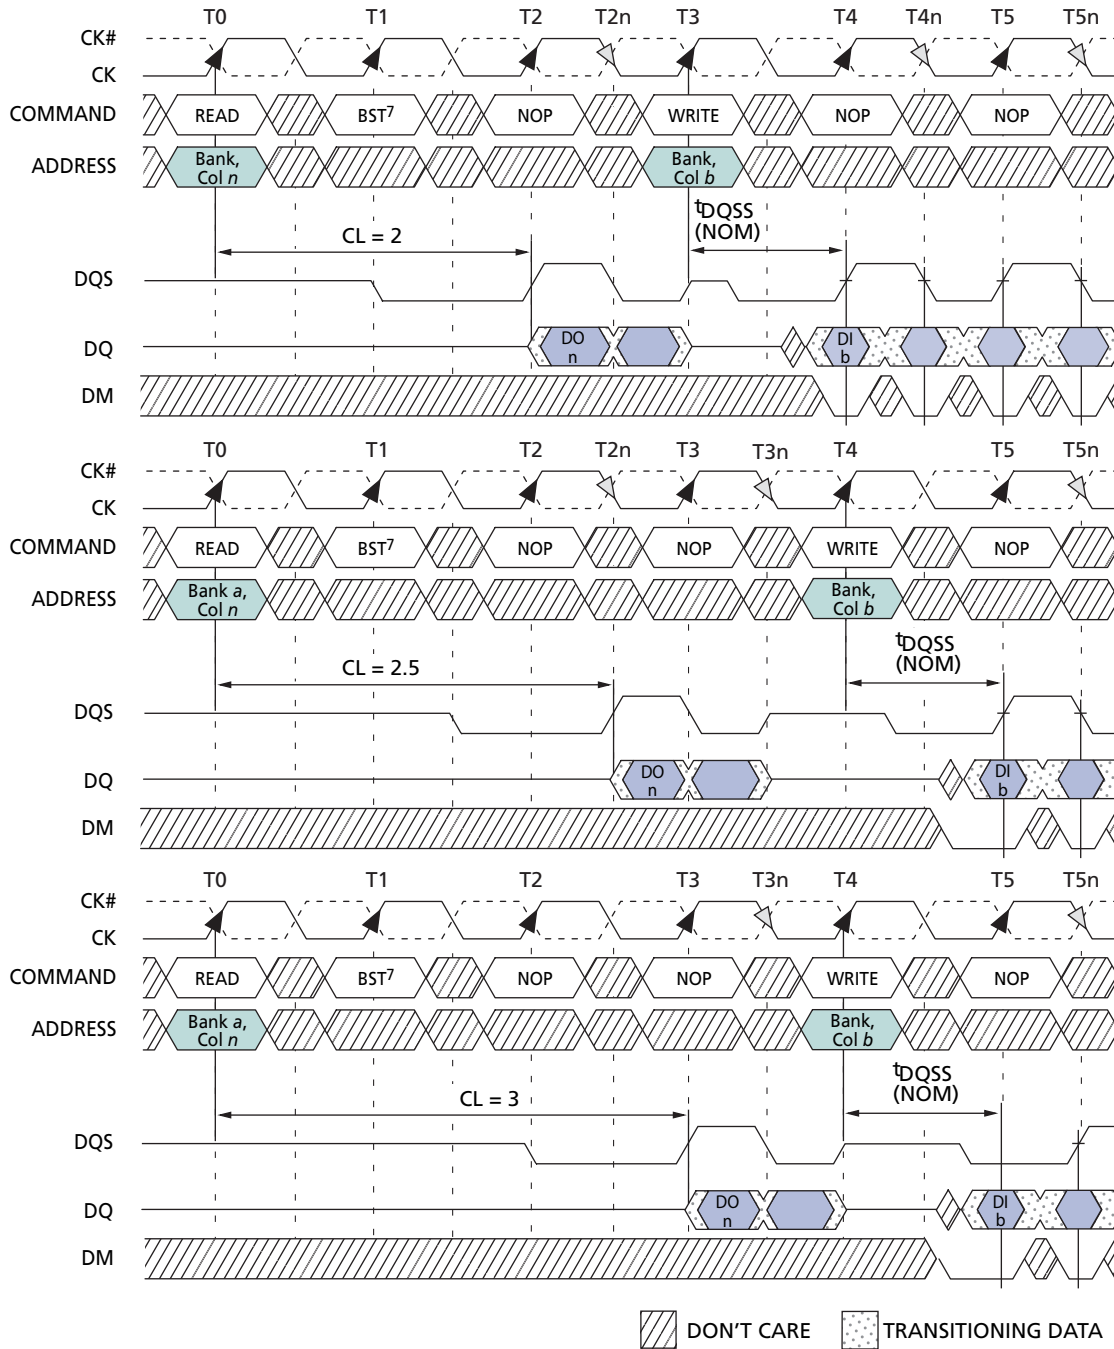 T0 T1 T2 T2n T3 T4 T4n T5 T5n
CK#
CK
COMMAND READ BST7 NOP WRITE NOP NOP
ADDRESS Bank, Col n Bank, Col b
CL = 2 tDQSS (NOM)
DQS
DQ DO n DI b
DM
T0 T1 T2 T2n T3 T3n T4 T5 T5n
CK#
CK
COMMAND READ BST7 NOP NOP WRITE NOP
ADDRESS Bank a, Col n Bank, Col b
CL = 2.5 tDQSS (NOM)
DQS
DQ DO n DI b
DM
T0 T1 T2 T3 T3n T4 T5 T5n
CK#
CK
COMMAND READ BST7 NOP NOP WRITE NOP
ADDRESS Bank a, Col n Bank, Col b
CL = 3 tDQSS (NOM)
DQS
DQ DO n DI b
DM
DON'T CARE TRANSITIONING DATA